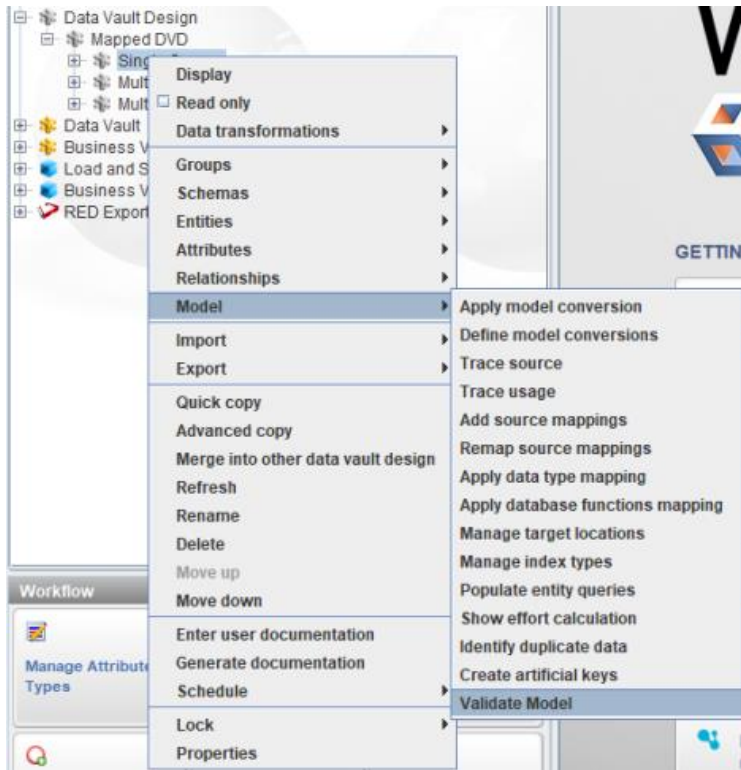 Data Vault Design
Mapped DVD
Mult
Mult
Data Vault
Business V
Load and S
Business V
RED Export
Display
Read only
Data transformations
Groups
Schemas
Entities
Attributes
Relationships
Model
Import
Export
Quick copy
Advanced copy
Merge into other data vault design
Refresh
Rename
Delete
Move up
Move down
Enter user documentation
Generate documentation
Schedule
Lock
Properties
Apply model conversion
Define model conversions
Trace source
Trace usage
Add source mappings
Remap source mappings
Apply data type mapping
Apply database functions mapping
Manage target locations
Manage index types
Populate entity queries
Show effort calculation
Identify duplicate data
Create artificial keys
Validate Model
GETTIN
Workflow
Manage Attribute
Types